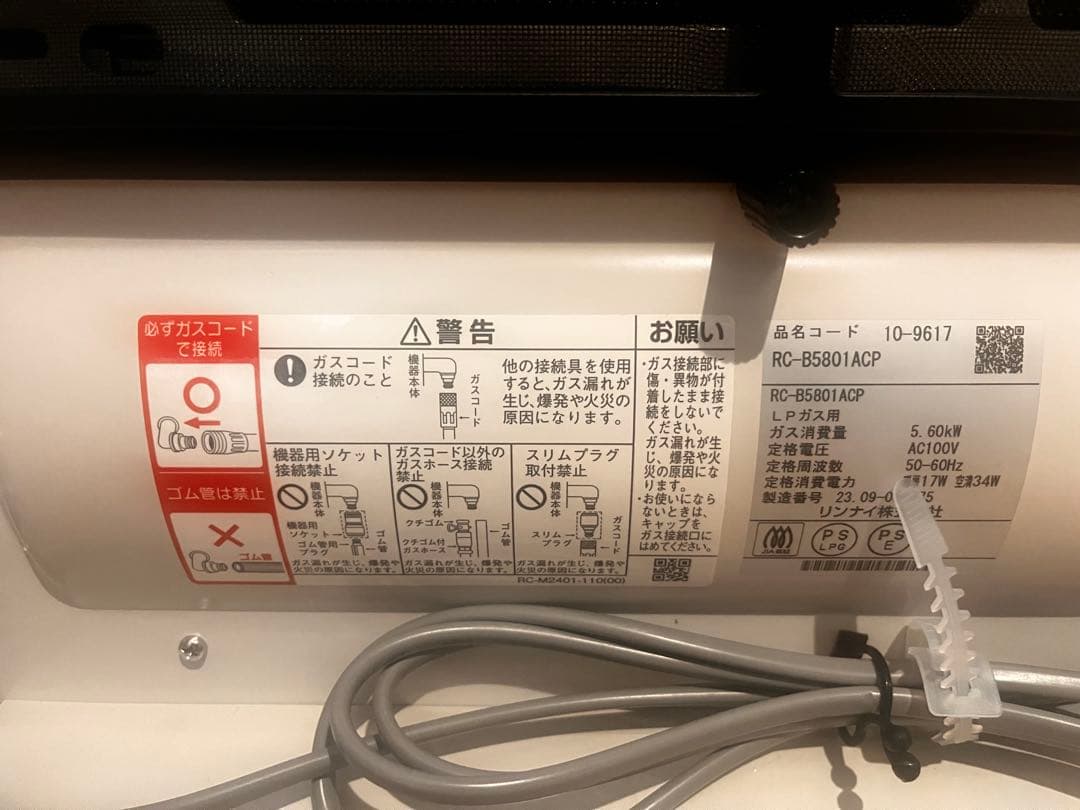 必ずガスコード
で接続
ゴム管は禁止
ゴム管
警告
ガスコード
接続のこと
機器本体
ガスコード
他の接続具を使用
すると、ガス漏れが
生じ、爆発や火災の
原因になります。
機器用ソケット
接続禁止
機器本体
機器用
ソケット
ゴム管用
プラグ
ゴム管
ガス漏れが生じ、爆発や
火災の原因になります。
ガスコード以外の
ガスホース接続
禁止
機器本体
クチゴム
クチゴム付
ガスホース
ゴム管
ガス漏れが生じ、爆発や
火災の原因になります。
スリムプラグ
取付禁止
機器本体
スリム
プラグ
ガスコード
ガス漏れが生じ、爆発や
火災の原因になります。
RC-M2401-110(00)
お願い
・ガス接続部に
傷・異物が付
着したまま接
続をしないで
ください。
ガス漏れが生
じ、爆発や火
災の原因にな
ります。
・お使いになら
ないときは、
キャップを
ガス接続口に
はめてください。
品名コード 10-9617
RC-B5801ACP
RC-B5801ACP
LPガス用
ガス消費量 5.60kW
定格電圧 AC100V
定格周波数 50-60Hz
定格消費電力 17W 空清34W
製造番号 23.09-0
リンナイ株 社
JIA認証
PS
LPG
PS
E